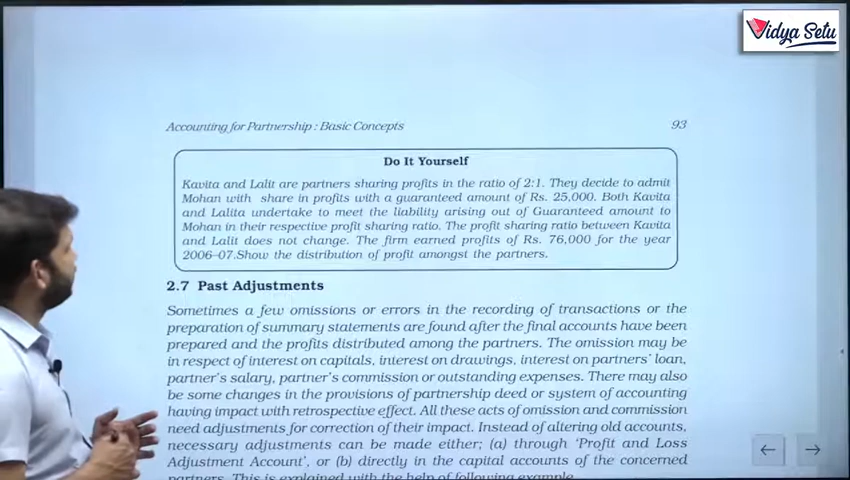 Vidya Setu
Accounting for Partnership : Basic Concepts 93
Do It Yourself
Kavita and Lalit are partners sharing profits in the ratio of 2:1. They decide to admit
Mohan with share in profits with a guaranteed amount of Rs. 25,000. Both Kavita
and Lalita undertake to meet the liability arising out of Guaranteed amount to
Mohan in their respective profit sharing ratio. The profit sharing ratio between Kavita
and Lalit does not change. The firm earned profits of Rs. 76,000 for the year
2006–07.Show the distribution of profit amongst the partners.
2.7 Past Adjustments
Sometimes a few omissions or errors in the recording of transactions or the
preparation of summary statements are found after the final accounts have been
prepared and the profits distributed among the partners. The omission may be
in respect of interest on capitals, interest on drawings, interest on partners' loan,
partner's salary, partner's commission or outstanding expenses. There may also
be some changes in the provisions of partnership deed or system of accounting
having impact with retrospective effect. All these acts of omission and commission
need adjustments for correction of their impact. Instead of altering old accounts,
necessary adjustments can be made either; (a) through 'Profit and Loss
Adjustment Account', or (b) directly in the capital accounts of the concerned
partners. This is explained with the help of following example.